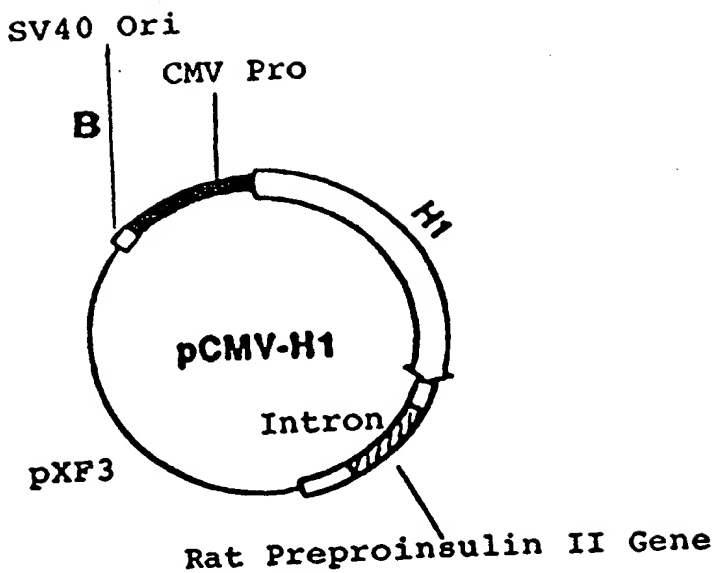 SV40 Ori
CMV Pro
B
H1
pCMV-H1
Intron
pXF3
Rat Preproinsulin II Gene